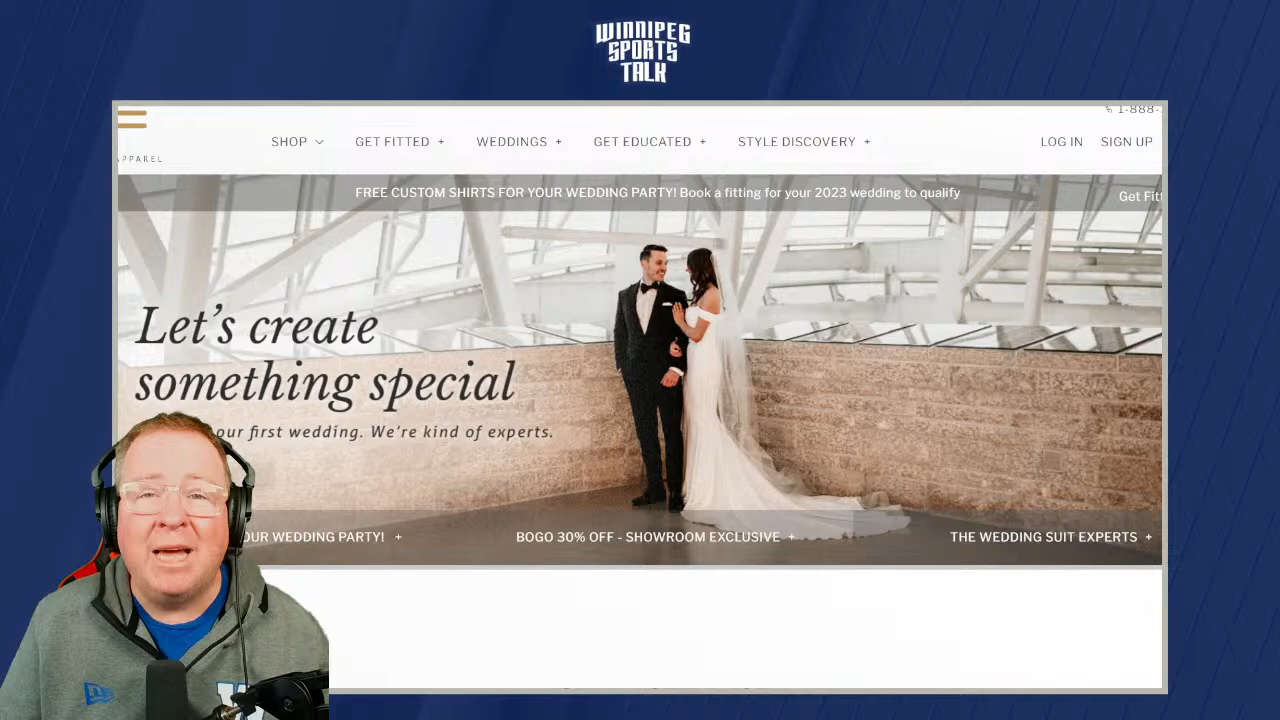 WINNIPEG
SPORTS
TALK
1-888-
APPAREL
SHOP
GET FITTED +
WEDDINGS +
GET EDUCATED +
STYLE DISCOVERY +
LOG IN
SIGN UP
FREE CUSTOM SHIRTS FOR YOUR WEDDING PARTY! Book a fitting for your 2023 wedding to qualify
Get Fitt
Let's create
something special
our first wedding. We're kind of experts.
OUR WEDDING PARTY! +
BOGO 30% OFF - SHOWROOM EXCLUSIVE +
THE WEDDING SUIT EXPERTS +
W